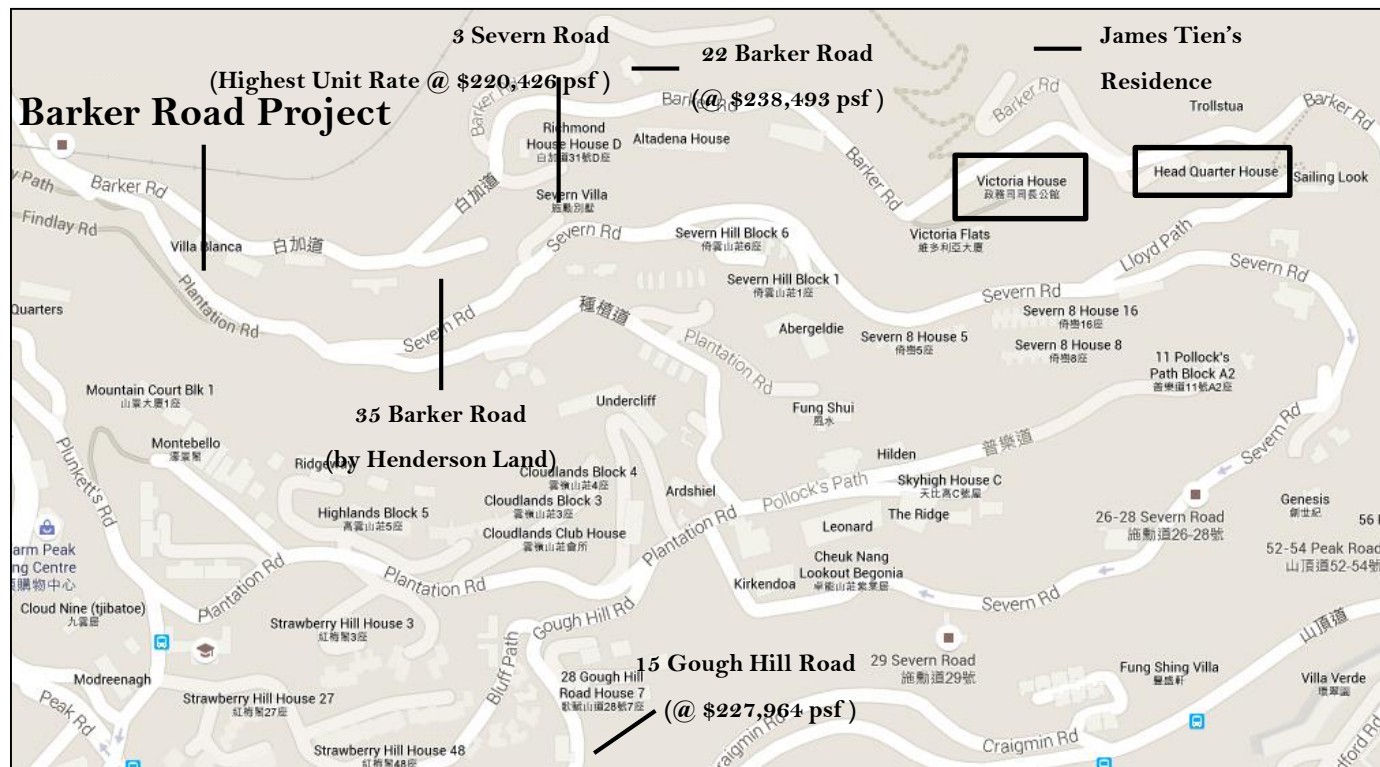 3 Severn Road
(Highest Unit Rate @ $220,426 psf )
22 Barker Road
(@ $238,493 psf )
James Tien's
Residence
Barker Road Project
Barker Rd
Barker Rd
Barker Rd
Trollstua
Barker Rd
Richmond
House House D
白加道31號D座
Altadena House
Barker Rd
Victoria House
政務司司長公館
Head Quarter House
Sailing Look
Barker Rd
白加道
Severn Villa
施勳別墅
Findlay Rd
Villa Blanca
白加道
Severn Rd
Severn Hill Block 6
倚雲山莊6座
Victoria Flats
維多利亞大廈
Lloyd Path
Severn Rd
Severn Hill Block 1
倚雲山莊1座
Severn Rd
Quarters
Plantation Rd
Severn Rd
種植道
Plantation Rd
Abergeldie
Severn 8 House 5
倚巒5座
Severn 8 House 16
倚巒16座
Severn 8 House 8
倚巒8座
11 Pollock's
Path Block A2
普樂道11號A2座
Mountain Court Blk 1
山景大廈1座
35 Barker Road
(by Henderson Land)
Undercliff
Fung Shui
風水
普樂道
Severn Rd
Montebello
Ridgeway
Hilden
Plunkett's Rd
Cloudlands Block 4
雲嶺山莊4座
Cloudlands Block 3
雲嶺山莊3座
Cloudlands Club House
雲嶺山莊會所
Highlands Block 5
高雲山莊5座
Ardshiel
Pollock's Path
Skyhigh House C
天比高C號屋
The Ridge
Leonard
Genesis
創世紀
26-28 Severn Road
施勳道26-28號
52-54 Peak Road
山頂道52-54號
Plantation Rd
Plantation Rd
Plantation Rd
Kirkendoa
Cheuk Nang
Lookout Begonia
卓能山莊紫棠居
Severn Rd
山頂道
Cloud Nine (tjibatoe)
九雲居
Strawberry Hill House 3
紅梅閣3座
Gough Hill Rd
Bluff Path
15 Gough Hill Road
(@ $227,964 psf )
29 Severn Road
施勳道29號
Fung Shing Villa
豐盛軒
Villa Verde
環翠園
Modreenagh
Strawberry Hill House 27
紅梅閣27座
28 Gough Hill
Road House 7
歌賦山道28號7座
Peak Rd
Strawberry Hill House 48
紅梅閣48座
Craigmin Rd